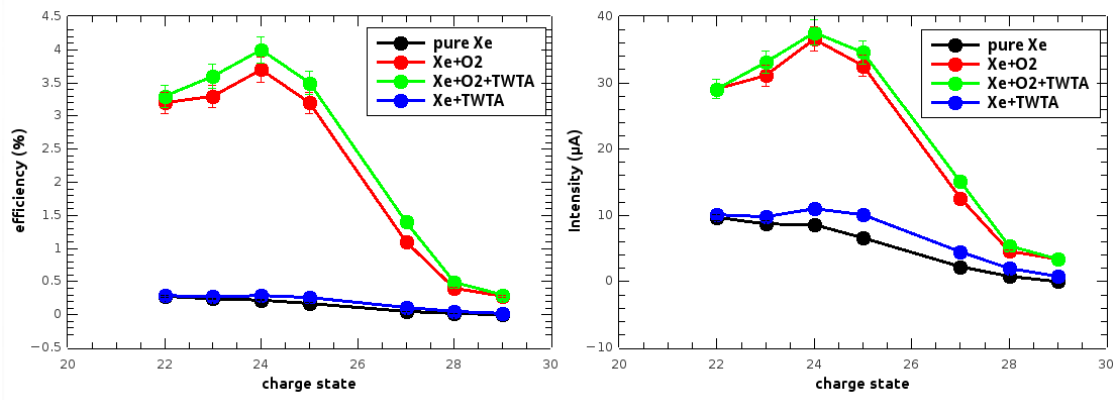 4.5
4
3.5
3
2.5
2
1.5
1
0.5
0
−0.5
efficiency (%)
pure Xe
Xe+O2
Xe+O2+TWTA
Xe+TWTA
20
22
24
26
28
30
charge state
40
30
20
10
0
−10
Intensity (µA)
pure Xe
Xe+O2
Xe+O2+TWTA
Xe+TWTA
20
22
24
26
28
30
charge state